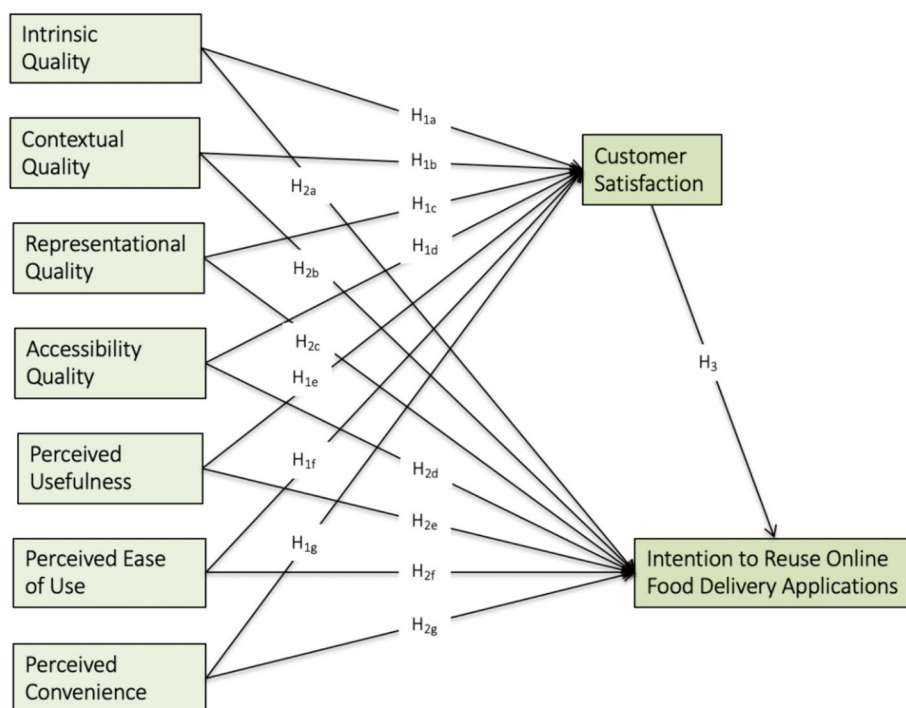 Intrinsic
Quality
Contextual
Quality
Representational
Quality
Accessibility
Quality
Perceived
Usefulness
Perceived Ease
of Use
Perceived
Convenience
H1a
H1b
H2a
H1c
H1d
H2b
H2c
H1e
H1f
H2d
H2e
H1g
H2f
H2g
Customer
Satisfaction
H3
Intention to Reuse Online
Food Delivery Applications